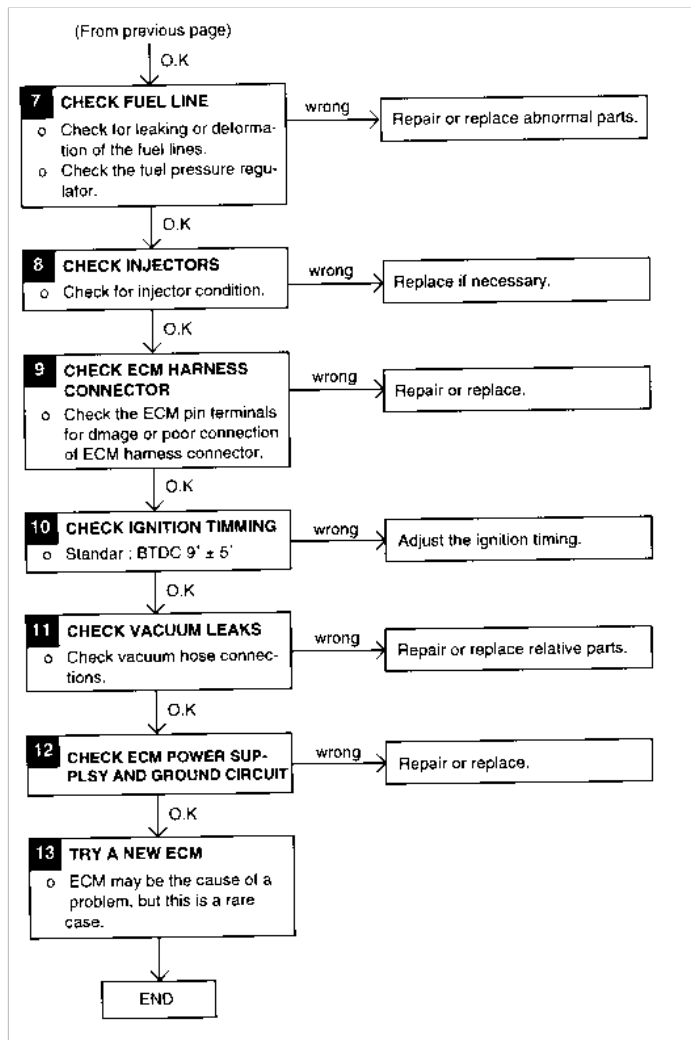 (From previous page)
O.K
7 CHECK FUEL LINE
o Check for leaking or deforma-
tion of the fuel lines.
o Check the fuel pressure regu-
lator.
wrong
Repair or replace abnormal parts.
O.K
8 CHECK INJECTORS
o Check for injector condition.
wrong
Replace if necessary.
O.K
9 CHECK ECM HARNESS
CONNECTOR
o Check the ECM pin terminals
for dmage or poor connection
of ECM harness connector.
wrong
Repair or replace.
O.K
10 CHECK IGNITION TIMMING
o Standar ; BTDC 9° ± 5°
wrong
Adjust the ignition timing.
O.K
11 CHECK VACUUM LEAKS
o Check vacuum hose connec-
tions.
wrong
Repair or replace relative parts.
O.K
12 CHECK ECM POWER SUP-
PLSY AND GROUND CIRCUIT
wrong
Repair or replace.
O.K
13 TRY A NEW ECM
o ECM may be the cause of a
problem, but this is a rare
case.
END